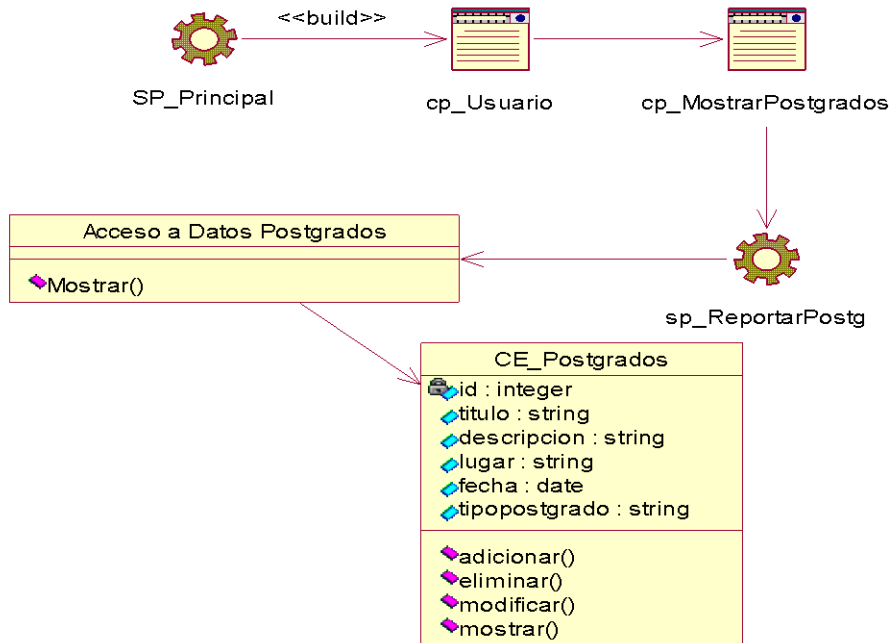 <<build>>
SP_Principal
cp_Usuario
cp_MostrarPostgrados
Acceso a Datos Postgrados
Mostrar()
sp_ReportarPostg
CE_Postgrados
id : integer
titulo : string
descripcion : string
lugar : string
fecha : date
tipopostgrado : string
adicionar()
eliminar()
modificar()
mostrar()